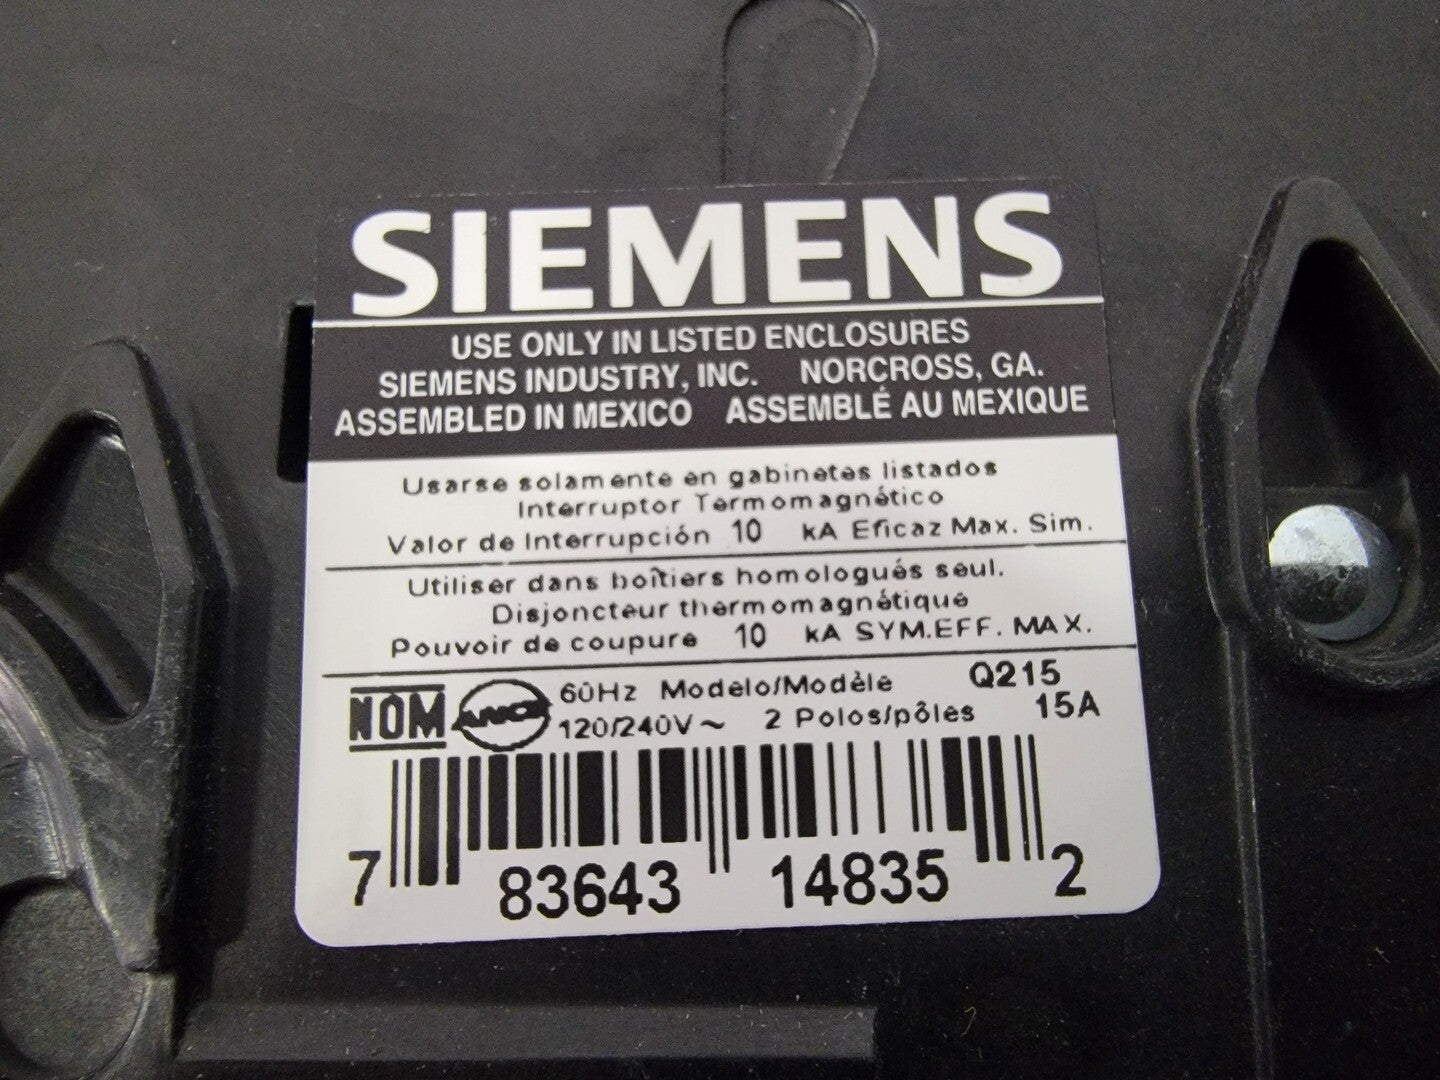 SIEMENS
USE ONLY IN LISTED ENCLOSURES
SIEMENS INDUSTRY, INC. NORCROSS, GA.
ASSEMBLED IN MEXICO ASSEMBLÉ AU MEXIQUE
Usarse solamente en gabinetes listados
Interruptor Termomagnético
Valor de Interrupción 10 kA Eficaz Max. Sim.
Utiliser dans boîtiers homologués seul.
Disjoncteur thermomagnétique
Pouvoir de coupure 10 kA SYM.EFF. MAX.
NOM ANCE 60Hz Modelo/Modèle Q215
120/240V~ 2 Polos/pôles 15A
7 83643 14835 2